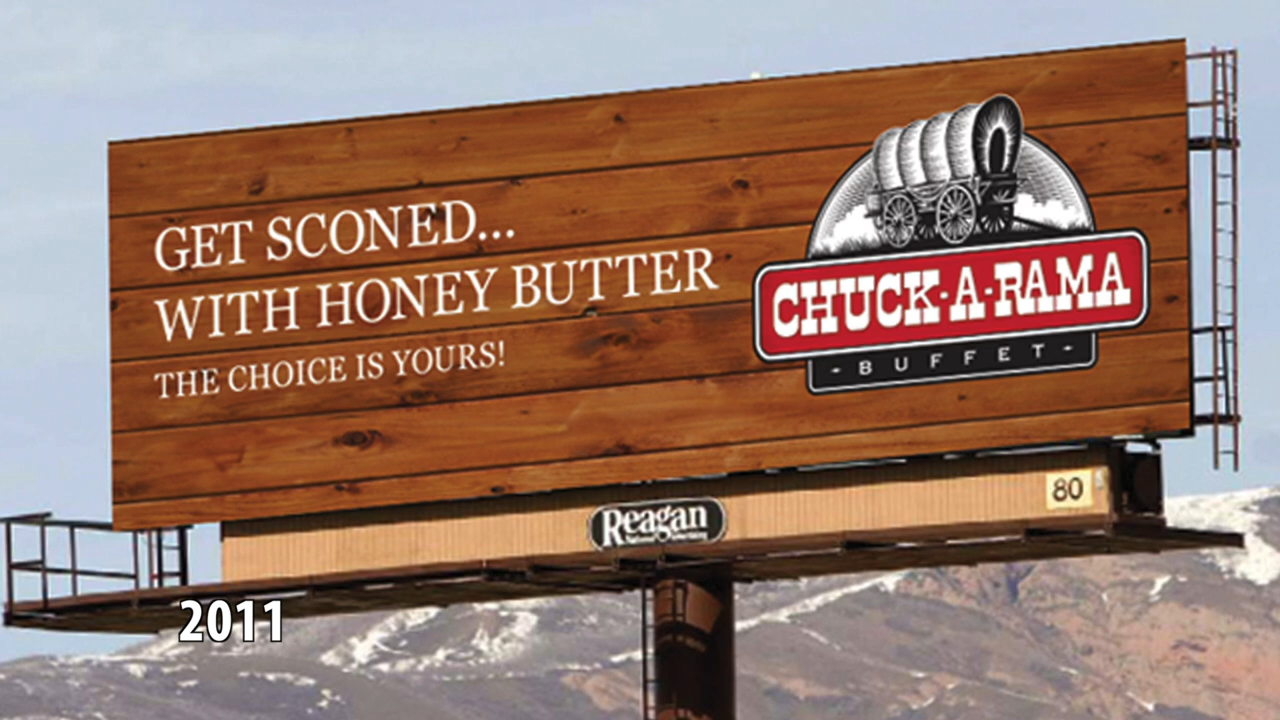 GET SCONED...
WITH HONEY BUTTER
THE CHOICE IS YOURS!
CHUCK-A-RAMA
BUFFET
80
Reagan
2011